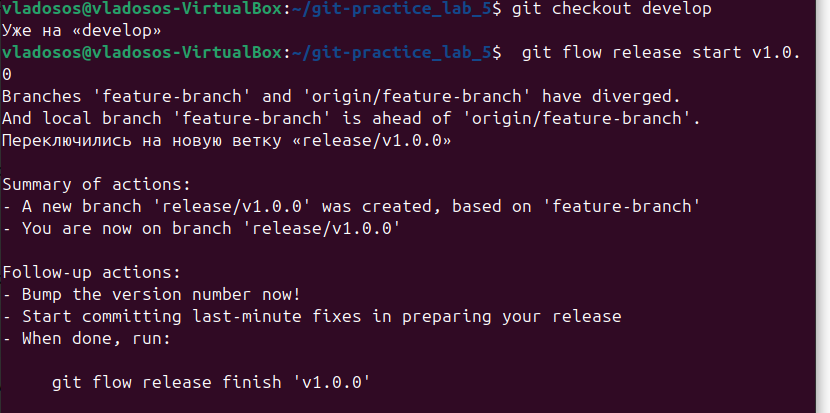 vladosos@vladosos-VirtualBox:~/git-practice_lab_5$ git checkout develop
Уже на «develop»
vladosos@vladosos-VirtualBox:~/git-practice_lab_5$  git flow release start v1.0.
0
Branches 'feature-branch' and 'origin/feature-branch' have diverged.
And local branch 'feature-branch' is ahead of 'origin/feature-branch'.
Переключились на новую ветку «release/v1.0.0»
Summary of actions:
- A new branch 'release/v1.0.0' was created, based on 'feature-branch'
- You are now on branch 'release/v1.0.0'
Follow-up actions:
- Bump the version number now!
- Start committing last-minute fixes in preparing your release
- When done, run:
git flow release finish 'v1.0.0'